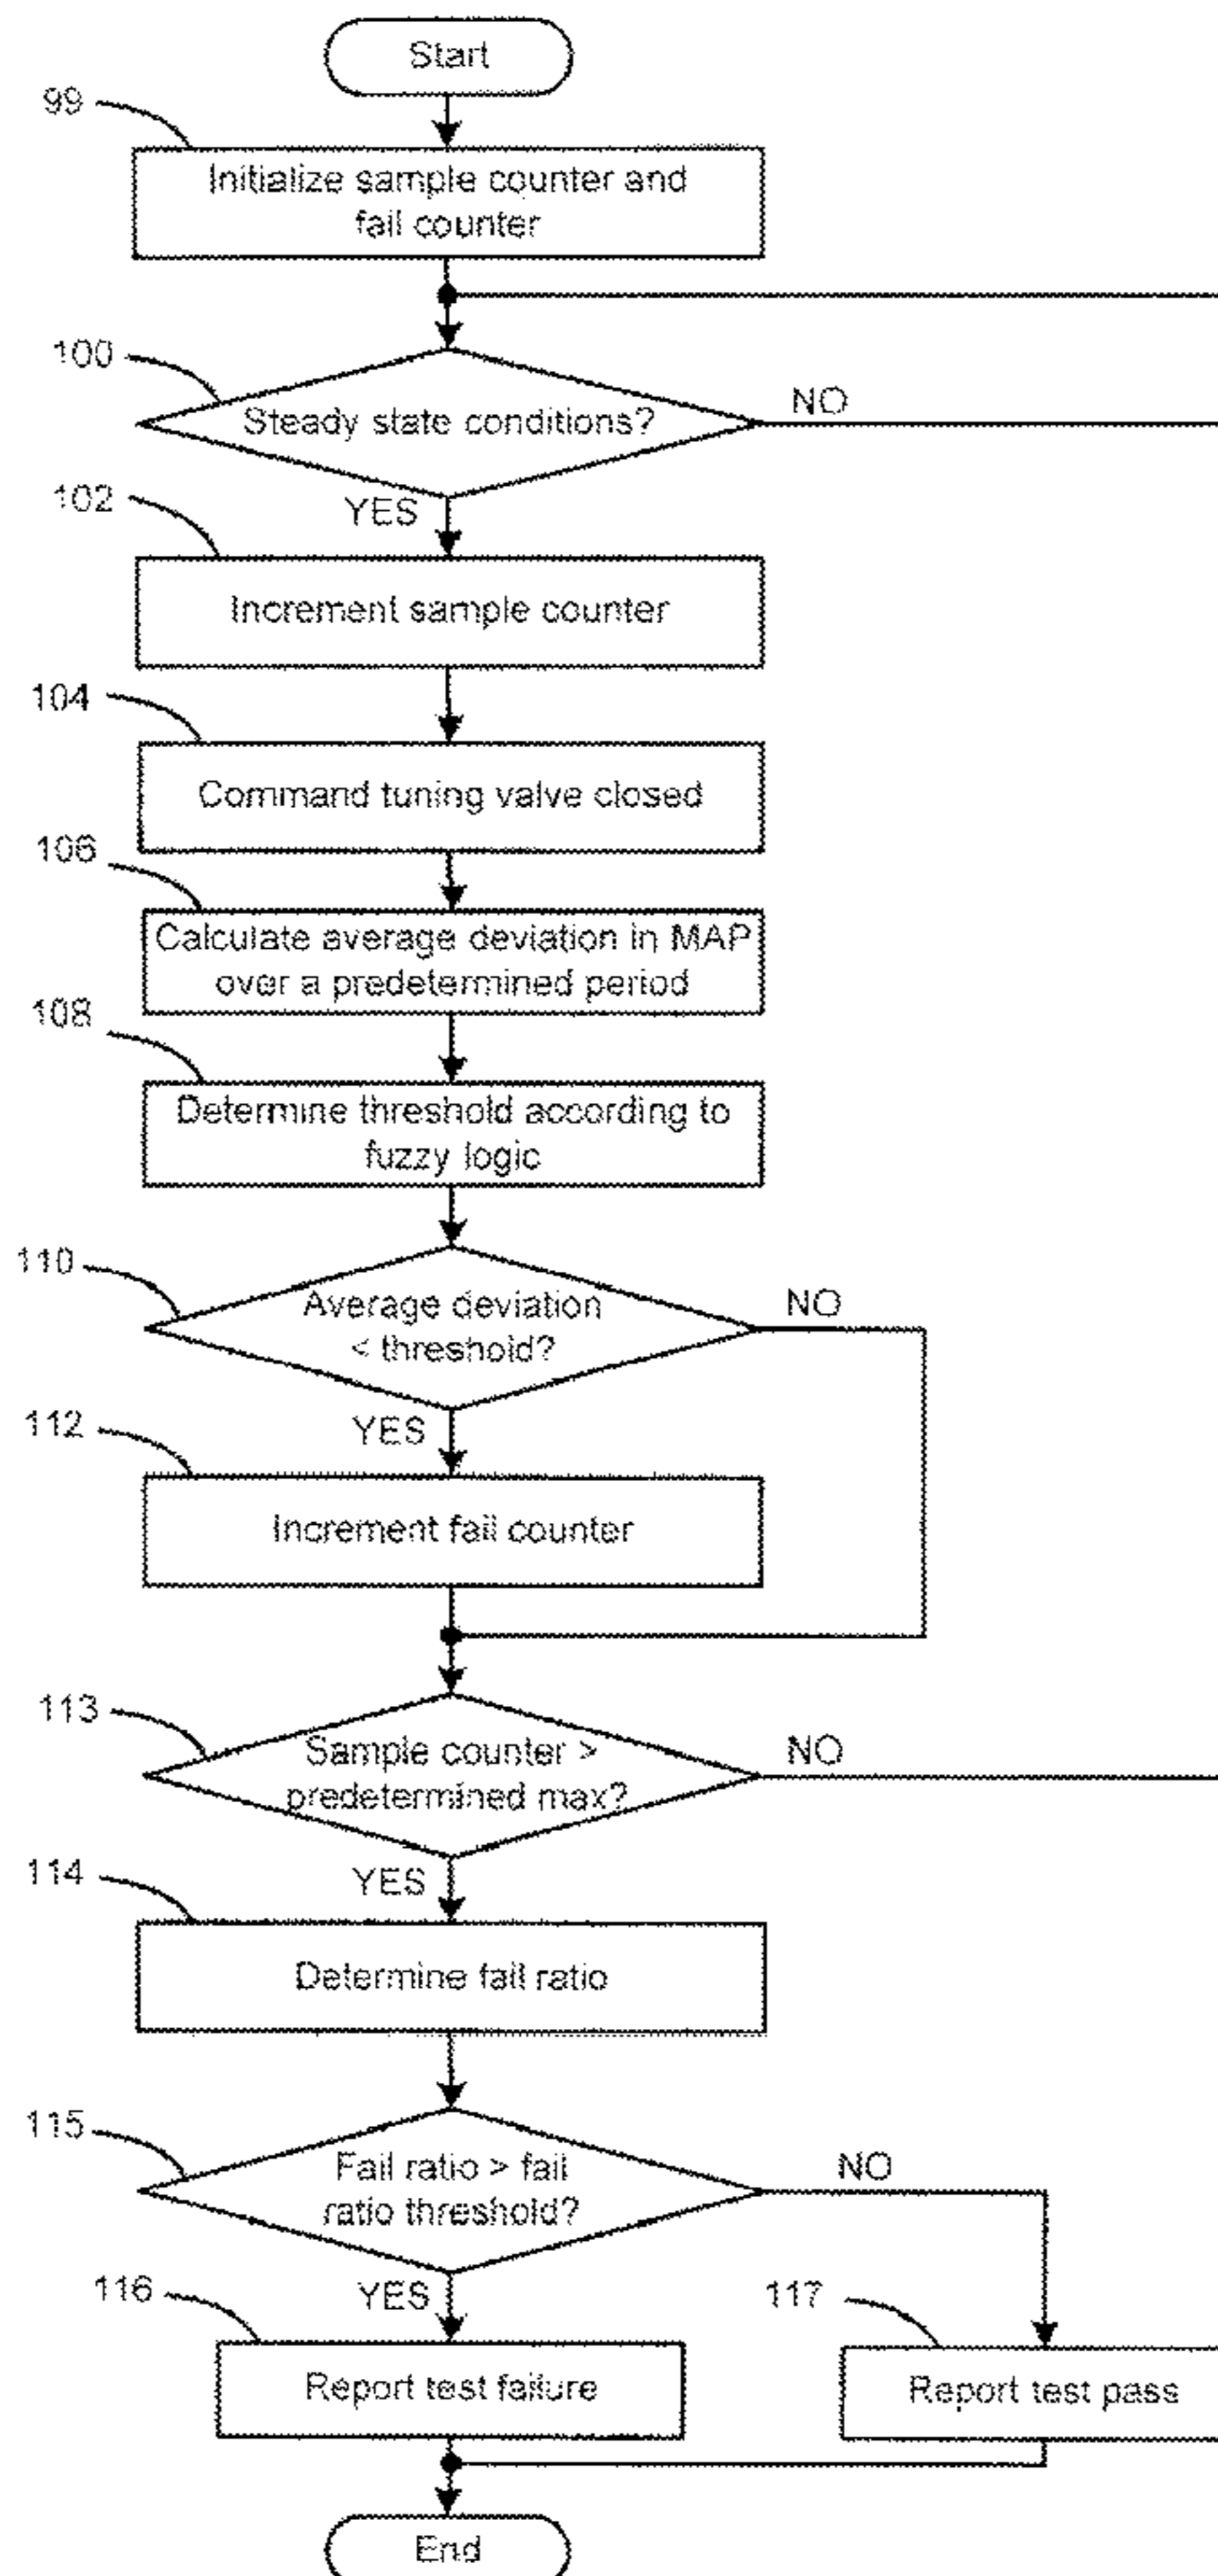 Start
99
Initialize sample counter and
fail counter
100
Steady state conditions?
NO
YES
102
Increment sample counter
104
Command tuning valve closed
106
Calculate average deviation in MAP
over a predetermined period
108
Determine threshold according to
fuzzy logic
110
Average deviation
< threshold?
NO
YES
112
Increment fail counter
113
Sample counter >
predetermined max?
NO
YES
114
Determine fail ratio
115
Fail ratio > fail
ratio threshold?
NO
YES
116
Report test failure
117
Report test pass
End